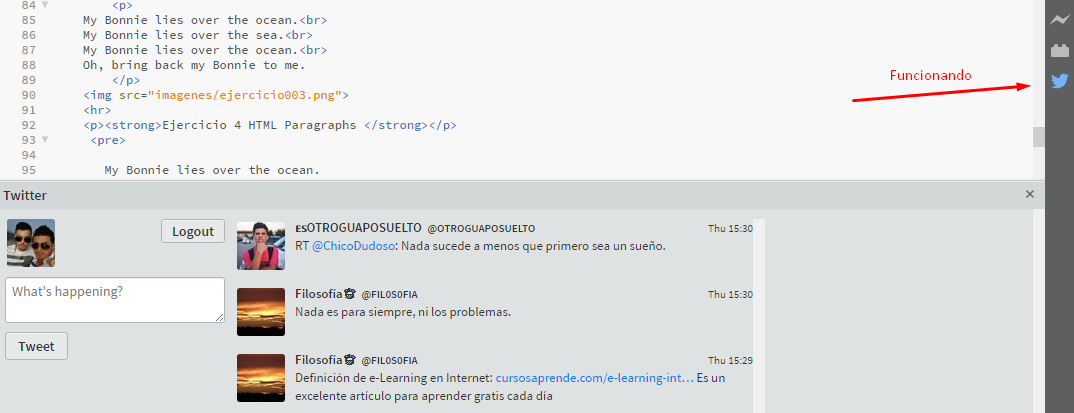 84 <p>
85 My Bonnie lies over the ocean.<br>
86 My Bonnie lies over the sea.<br>
87 My Bonnie lies over the ocean.<br>
88 Oh, bring back my Bonnie to me.
89 </p>
90 <img src="imagenes/ejercicio003.png">
91 <hr>
92 <p><strong>Ejercicio 4 HTML Paragraphs </strong></p>
93 <pre>
94
95 My Bonnie lies over the ocean.
Funcionando
Twitter ×
Logout
What's happening?
Tweet
ᴇsOTROGUAPOSUELTO @OTROGUAPOSUELTO Thu 15:30
RT @ChicoDudoso: Nada sucede a menos que primero sea un sueño.
Filosofía @FIL0S0FIA Thu 15:30
Nada es para siempre, ni los problemas.
Filosofía @FIL0S0FIA Thu 15:29
Definición de e-Learning en Internet: cursosaprende.com/e-learning-int… Es un
excelente artículo para aprender gratis cada día